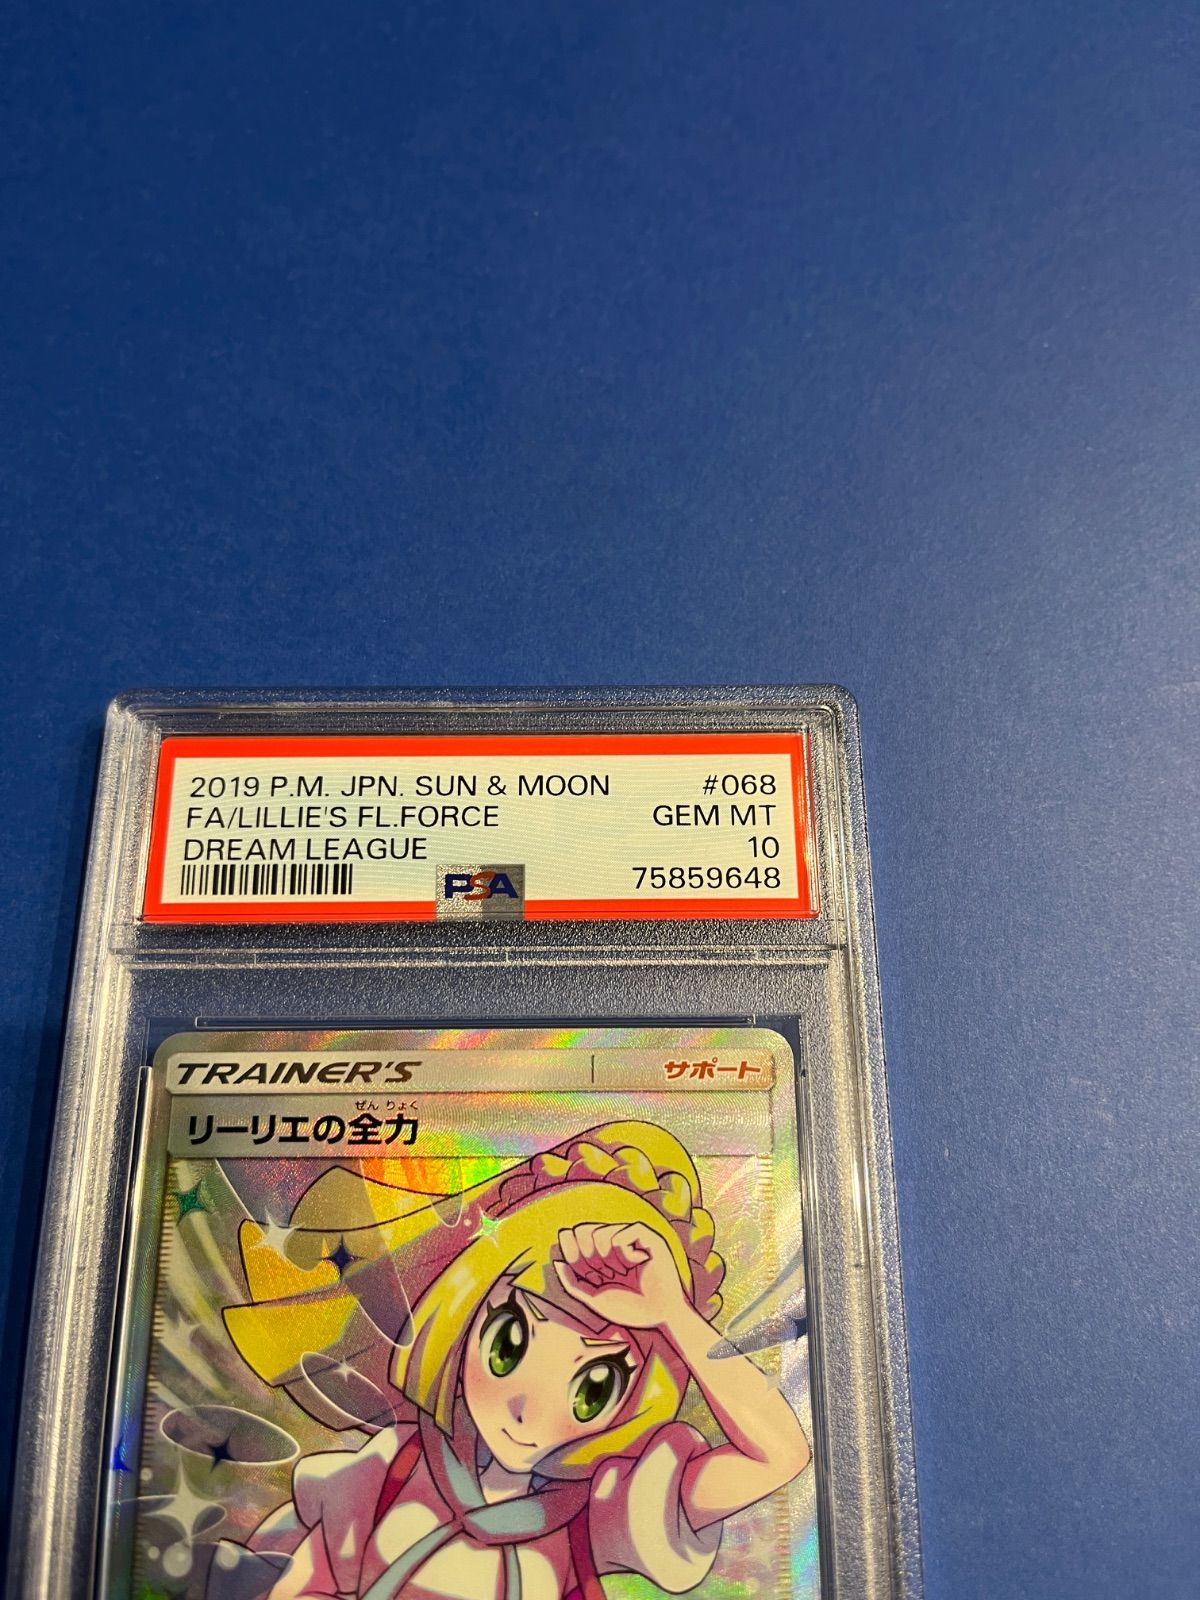 2019 P.M. JPN. SUN & MOON #068
FA/LILLIE'S FL.FORCE GEM MT
DREAM LEAGUE 10
PSA 75859648
TRAINER'S サポート
ぜん りょく
リーリエの全力